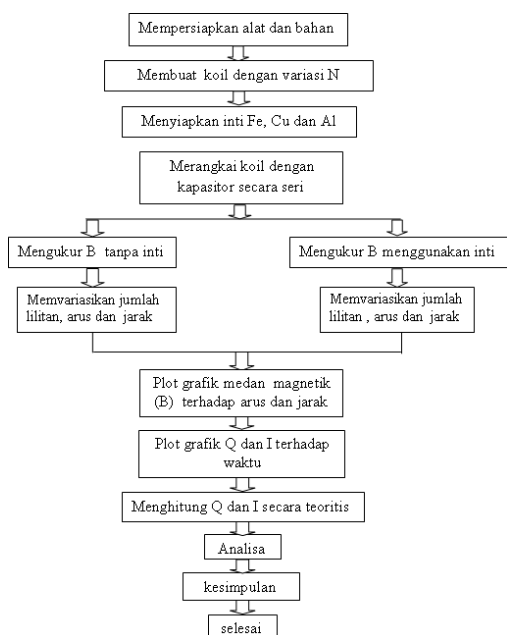 Mempersiapkan alat dan bahan
Membuat koil dengan variasi N
Menyiapkan inti Fe, Cu dan Al
Merangkai koil dengan
kapasitor secara seri
Mengukur B tanpa inti
Mengukur B menggunakan inti
Memvariasikan jumlah
lilitan, arus dan jarak
Memvariasikan jumlah
lilitan , arus dan jarak
Plot grafik medan magnetik
(B) terhadap arus dan jarak
Plot grafik Q dan I terhadap
waktu
Menghitung Q dan I secara teoritis
Analisa
kesimpulan
selesai